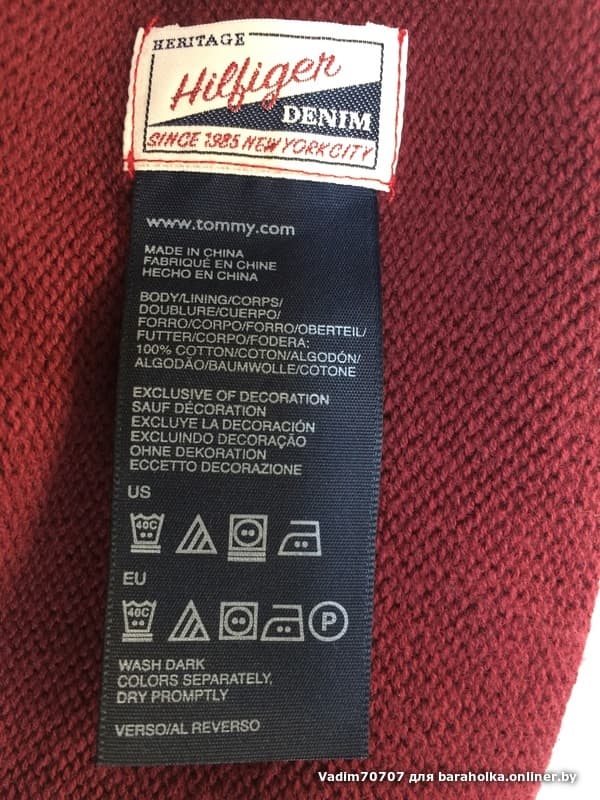 HERITAGE
Hilfiger
DENIM
SINCE 1985 NEW YORK CITY
www.tommy.com
MADE IN CHINA
FABRIQUÉ EN CHINE
HECHO EN CHINA
BODY/LINING/CORPS/
DOUBLURE/CUERPO/
FORRO/CORPO/FORRO/OBERTEIL/
FUTTER/CORPO/FODERA:
100% COTTON/COTON/ALGODÓN/
ALGODÃO/BAUMWOLLE/COTONE
EXCLUSIVE OF DECORATION
SAUF DÉCORATION
EXCLUYE LA DECORACIÓN
EXCLUINDO DECORAÇÃO
OHNE DEKORATION
ECCETTO DECORAZIONE
US
40C
EU
40C P
WASH DARK
COLORS SEPARATELY,
DRY PROMPTLY
VERSO/AL REVERSO
Vadim70707 для baraholka.onliner.by